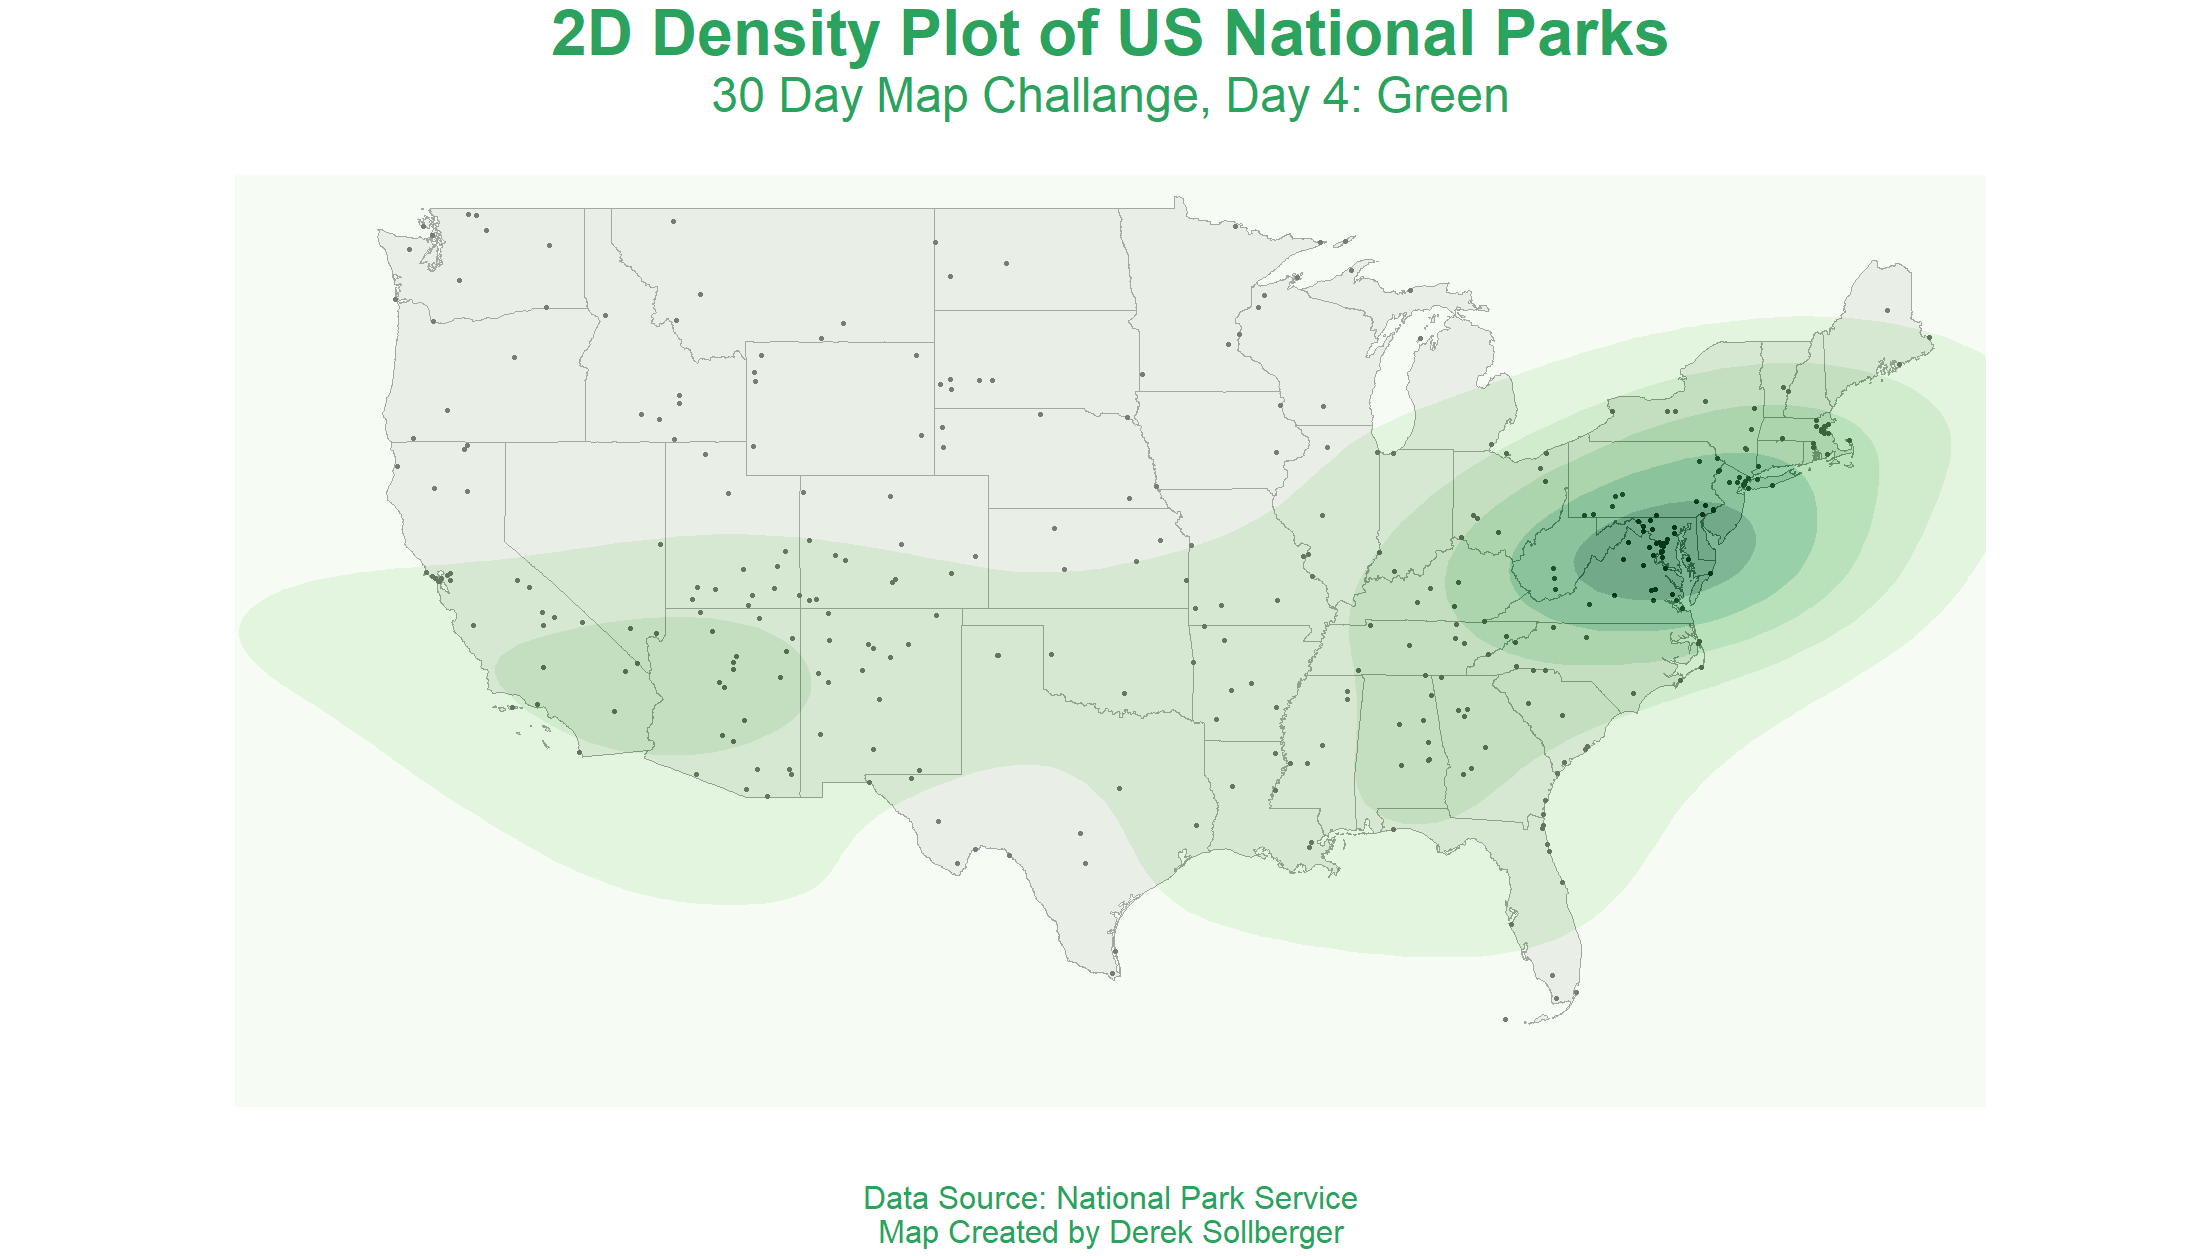 2D Density Plot of US National Parks
30 Day Map Challange, Day 4: Green
Data Source: National Park Service
Map Created by Derek Sollberger